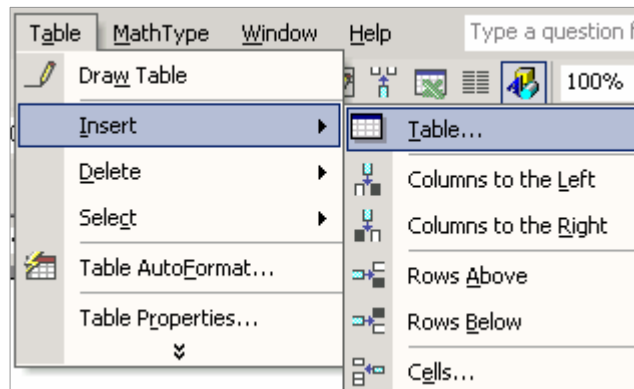 Table MathType Window Help Type a question f
Draw Table
100%
Insert
Table...
Delete
Columns to the Left
Select
Columns to the Right
Table AutoFormat...
Rows Above
Table Properties...
Rows Below
Cells...